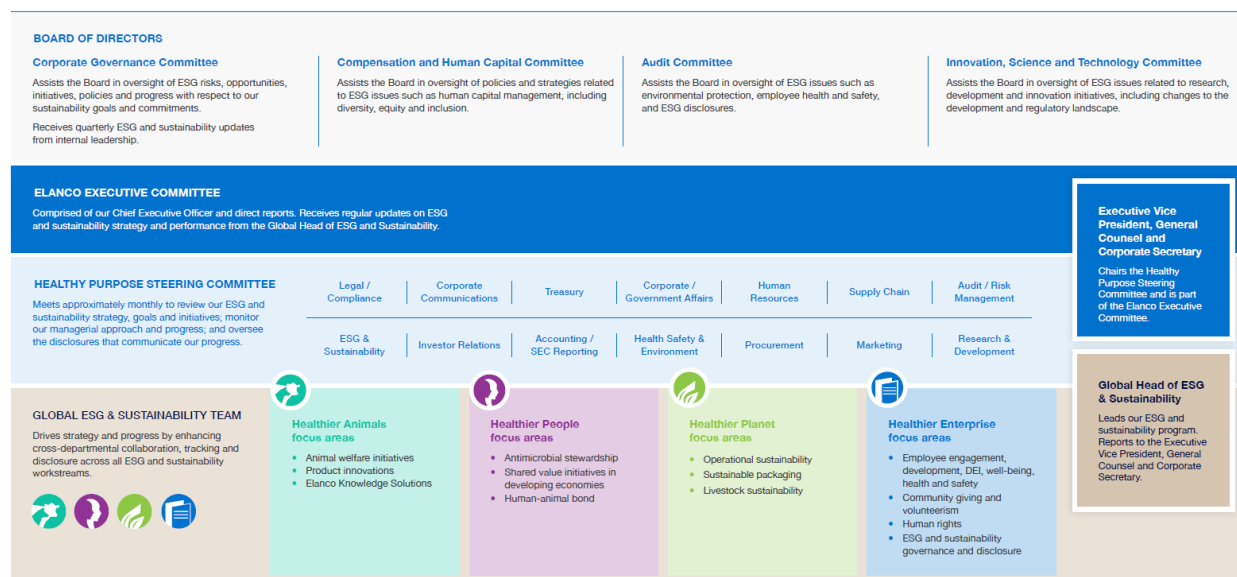 BOARD OF DIRECTORS
Corporate Governance Committee
Assists the Board in oversight of ESG risks, opportunities,
initiatives, policies and progress with respect to our
sustainability goals and commitments.
Receives quarterly ESG and sustainability updates
from internal leadership.
Compensation and Human Capital Committee
Assists the Board in oversight of policies and strategies related
to ESG issues such as human capital management, including
diversity, equity and inclusion.
Audit Committee
Assists the Board in oversight of ESG issues such as
environmental protection, employee health and safety,
and ESG disclosures.
Innovation, Science and Technology Committee
Assists the Board in oversight of ESG issues related to research,
development and innovation initiatives, including changes to the
development and regulatory landscape.
ELANCO EXECUTIVE COMMITTEE
Comprised of our Chief Executive Officer and direct reports. Receives regular updates on ESG
and sustainability strategy and performance from the Global Head of ESG and Sustainability.
Executive Vice
President, General
Counsel and
Corporate Secretary
Chairs the Healthy
Purpose Steering
Committee and is part
of the Elanco Executive
Committee.
HEALTHY PURPOSE STEERING COMMITTEE
Meets approximately monthly to review our ESG and
sustainability strategy, goals and initiatives; monitor
our managerial approach and progress; and oversee
the disclosures that communicate our progress.
Legal /
Compliance
Corporate
Communications
Treasury
Corporate /
Government Affairs
Human
Resources
Supply Chain
Audit / Risk
Management
ESG &
Sustainability
Investor Relations
Accounting /
SEC Reporting
Health Safety &
Environment
Procurement
Marketing
Research &
Development
Global Head of ESG
& Sustainability
Leads our ESG and
sustainability program.
Reports to the Executive
Vice President, General
Counsel and Corporate
Secretary.
GLOBAL ESG & SUSTAINABILITY TEAM
Drives strategy and progress by enhancing
cross-departmental collaboration, tracking and
disclosure across all ESG and sustainability
workstreams.
Healthier Animals
focus areas
• Animal welfare initiatives
• Product innovations
• Elanco Knowledge Solutions
Healthier People
focus areas
• Antimicrobial stewardship
• Shared value initiatives in
developing economies
• Human-animal bond
Healthier Planet
focus areas
• Operational sustainability
• Sustainable packaging
• Livestock sustainability
Healthier Enterprise
focus areas
• Employee engagement,
development, DEI, well-being,
health and safety
• Community giving and
volunteerism
• Human rights
• ESG and sustainability
governance and disclosure